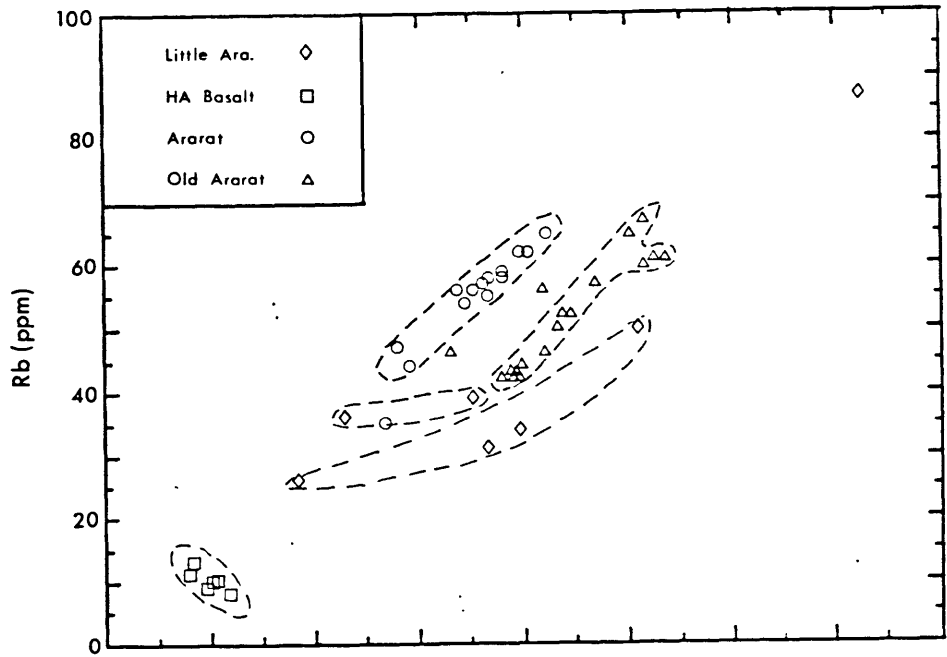 100
Little Ara.
HA Basalt
Ararat
Old Ararat
80
60
Rb (ppm)
40
20
0